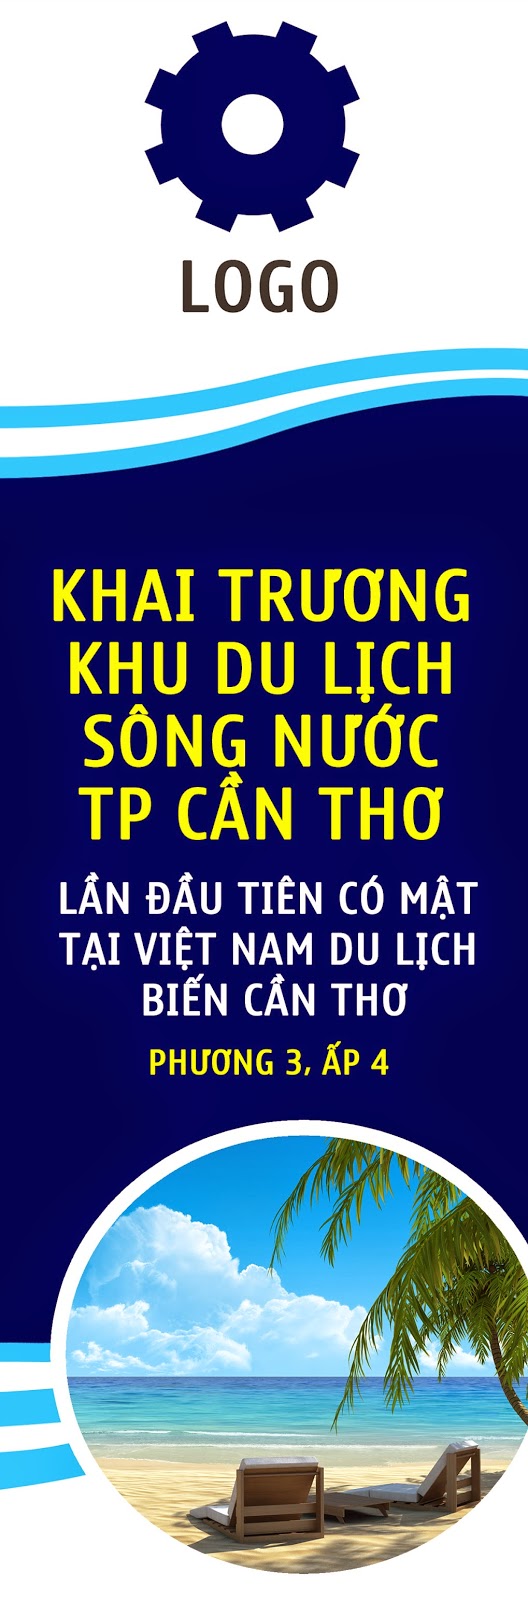 LOGO
KHAI TRƯƠNG
KHU DU LỊCH
SÔNG NƯỚC
TP CẦN THƠ
LẦN ĐẦU TIÊN CÓ MẬT
TẠI VIỆT NAM DU LỊCH
BIẾN CẦN THƠ
PHƯƠNG 3, ẤP 4